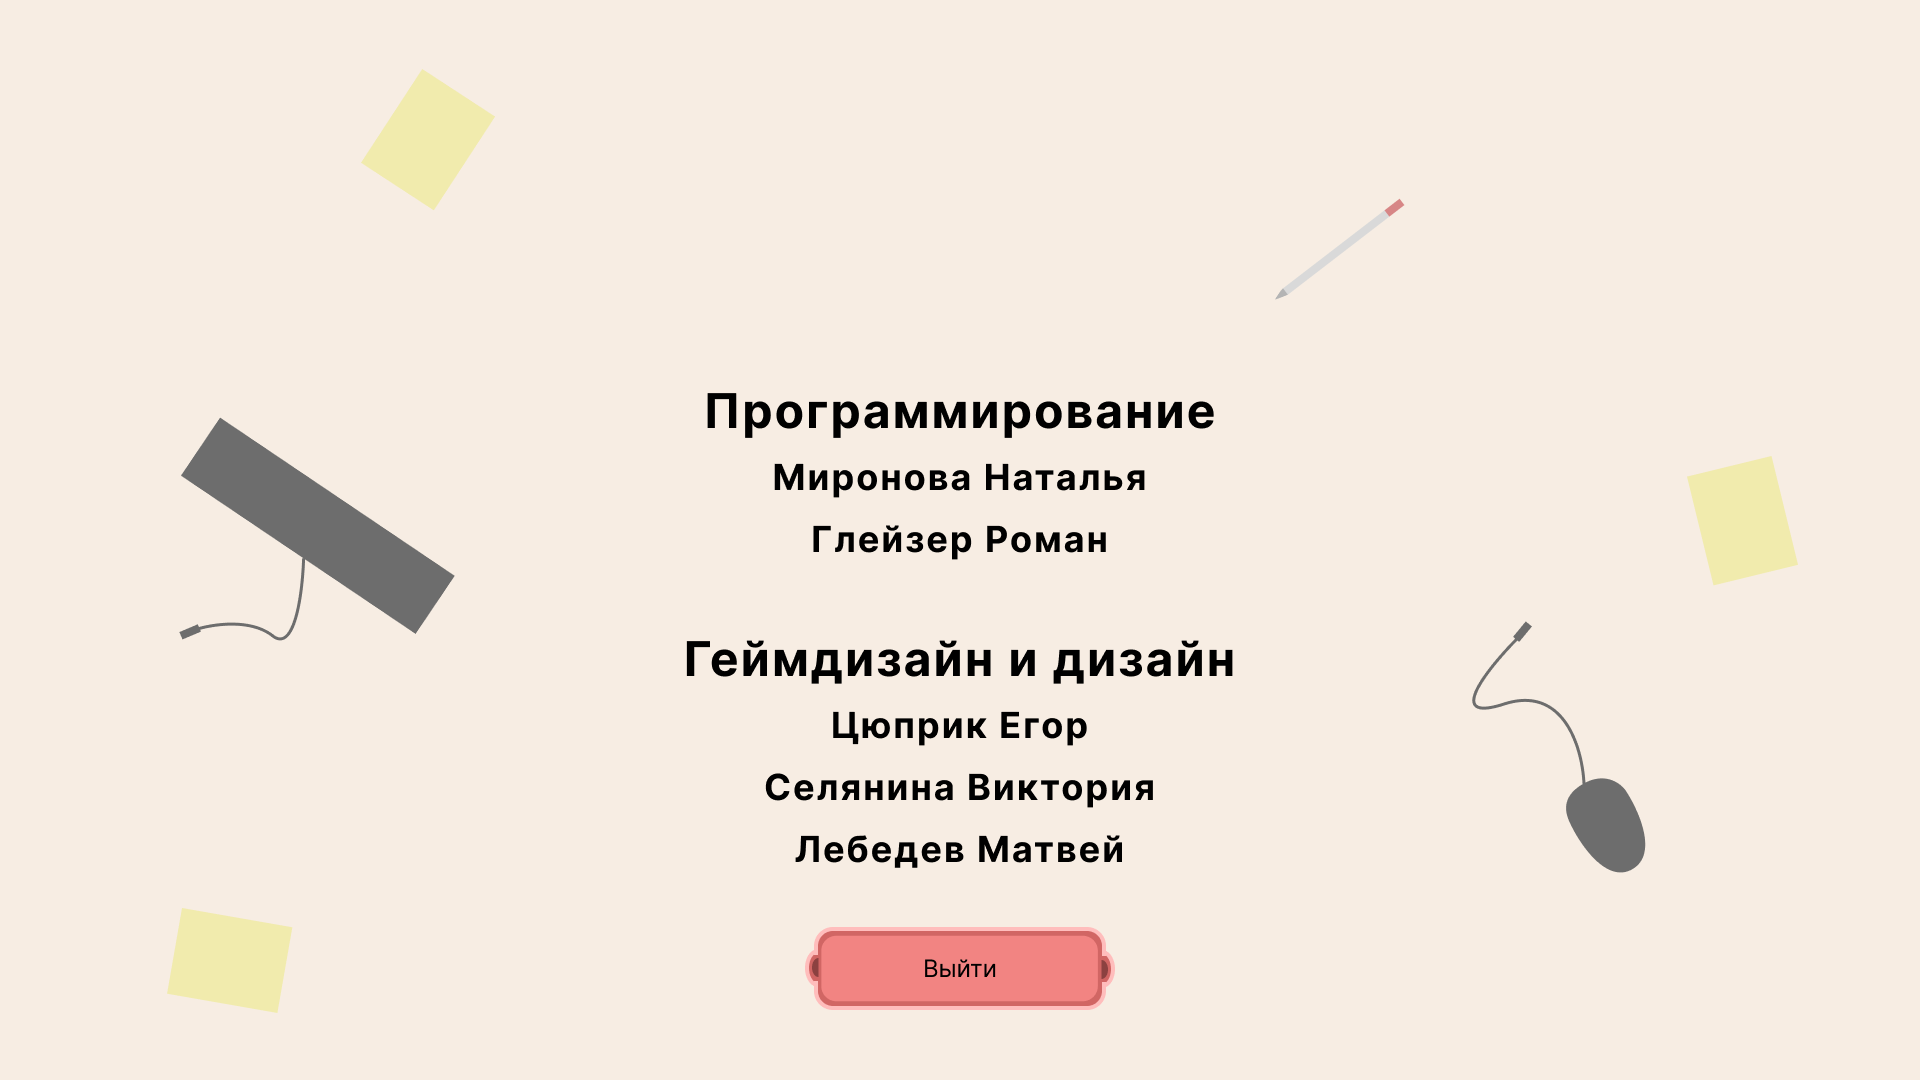 Программирование
Миронова Наталья
Глейзер Роман
Геймдизайн и дизайн
Цюприк Егор
Селянина Виктория
Лебедев Матвей
Выйти